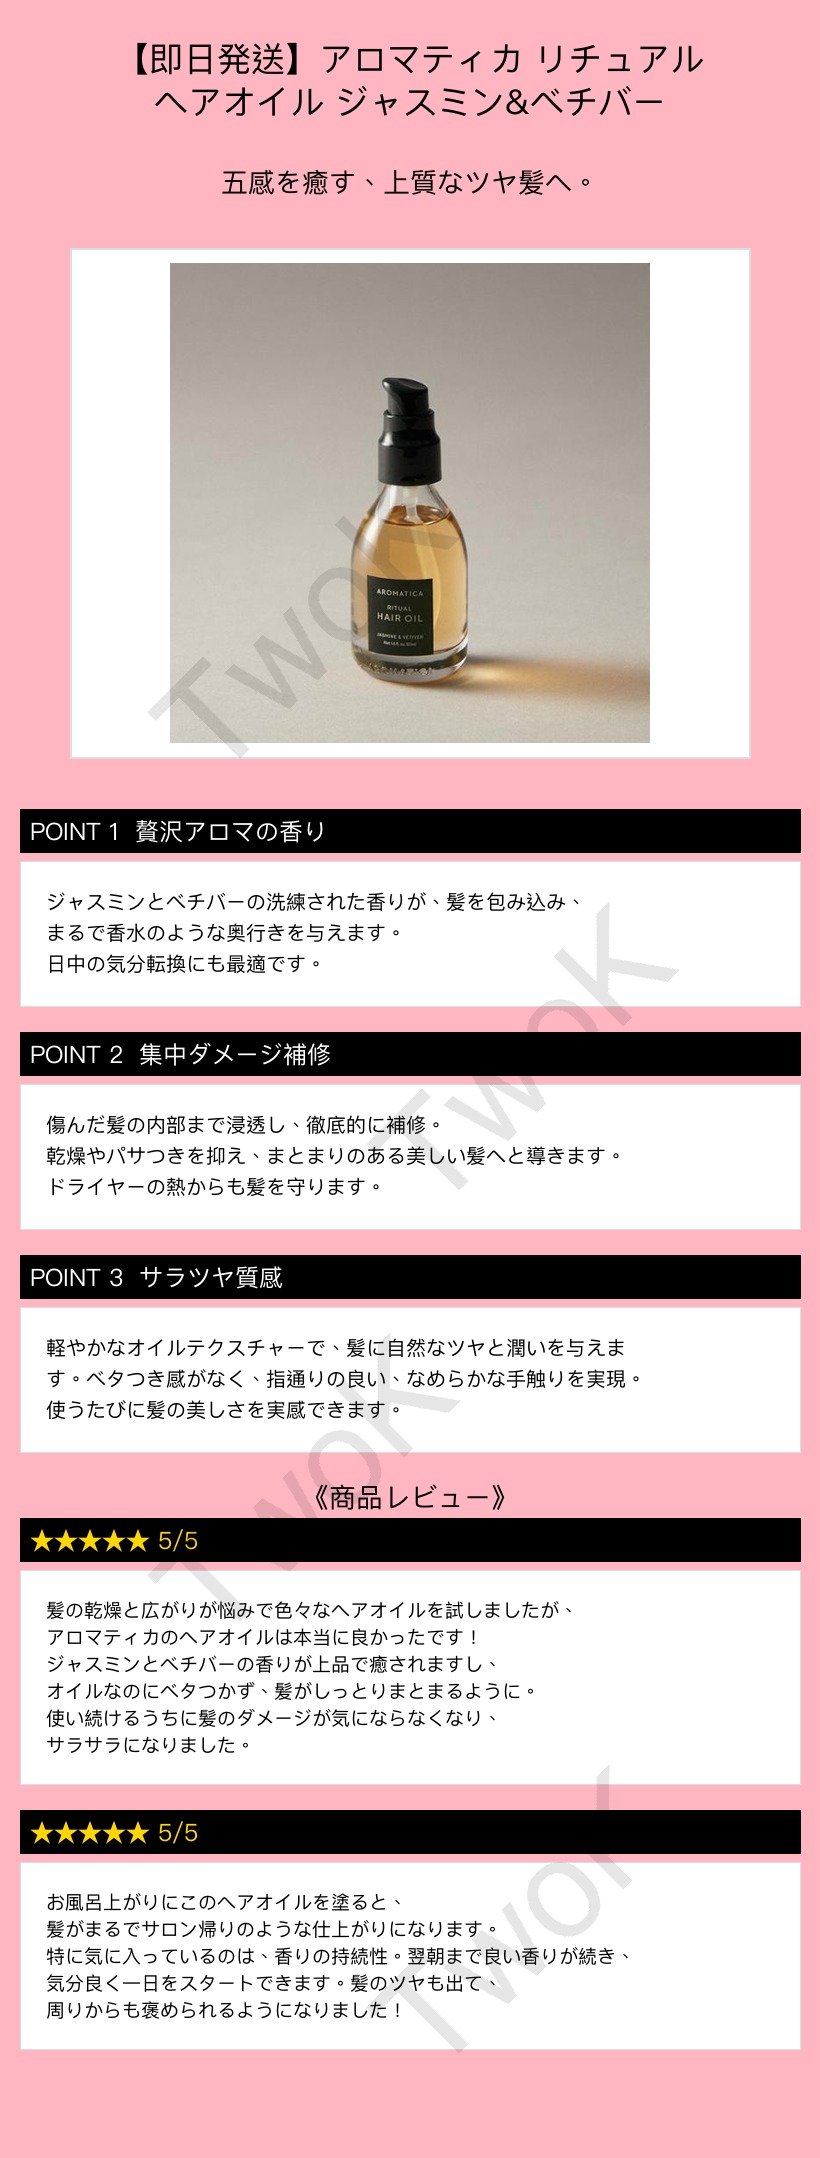 【即日発送】アロマティカ リチュアル
ヘアオイル ジャスミン&ベチバー
五感を癒す、上質なツヤ髪へ。
AROMATICA
RITUAL
HAIR OIL
JASMINE & VETIVER
Net 1.6 fl. oz. 50ml
TwoK
POINT 1 贅沢アロマの香り
ジャスミンとベチバーの洗練された香りが、髪を包み込み、
まるで香水のような奥行きを与えます。
日中の気分転換にも最適です。
TwoK
POINT 2 集中ダメージ補修
傷んだ髪の内部まで浸透し、徹底的に補修。
乾燥やパサつきを抑え、まとまりのある美しい髪へと導きます。
ドライヤーの熱からも髪を守ります。
POINT 3 サラツヤ質感
軽やかなオイルテクスチャーで、髪に自然なツヤと潤いを与えま
す。ベタつき感がなく、指通りの良い、なめらかな手触りを実現。
使うたびに髪の美しさを実感できます。
TwoK
《商品レビュー》
★★★★★ 5/5
髪の乾燥と広がりが悩みで色々なヘアオイルを試しましたが、
アロマティカのヘアオイルは本当に良かったです！
ジャスミンとベチバーの香りが上品で癒されますし、
オイルなのにベタつかず、髪がしっとりまとまるように。
使い続けるうちに髪のダメージが気にならなくなり、
サラサラになりました。
★★★★★ 5/5
お風呂上がりにこのヘアオイルを塗ると、
髪がまるでサロン帰りのような仕上がりになります。
特に気に入っているのは、香りの持続性。翌朝まで良い香りが続き、
気分良く一日をスタートできます。髪のツヤも出て、
周りからも褒められるようになりました！
TwoK